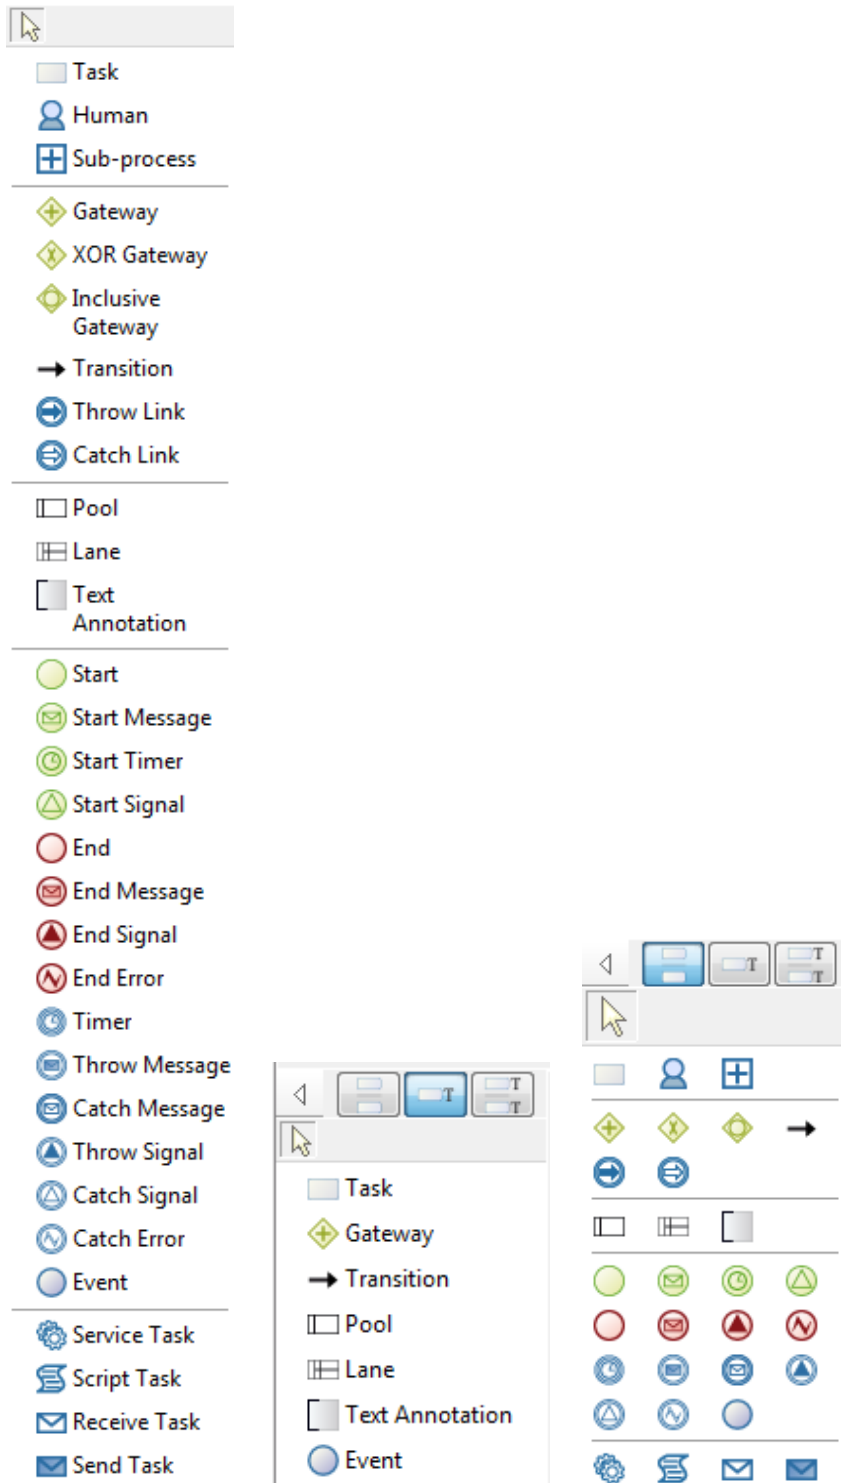 Task
Human
Sub-process
Gateway
XOR Gateway
Inclusive
Gateway
Transition
Throw Link
Catch Link
Pool
Lane
Text
Annotation
Start
Start Message
Start Timer
Start Signal
End
End Message
End Signal
End Error
Timer
Throw Message
Catch Message
Throw Signal
Catch Signal
Catch Error
Event
Service Task
Script Task
Receive Task
Send Task
T
T
T
Task
Gateway
Transition
Pool
Lane
Text Annotation
Event
T
T
T